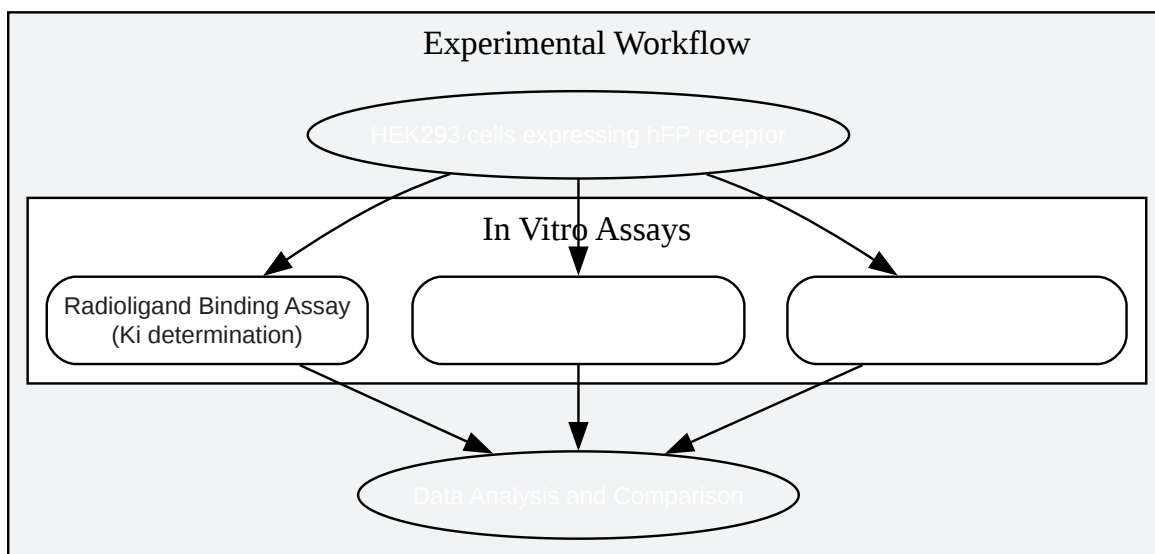 Experimental Workflow
HEK293 cells expressing hFP receptor
In Vitro Assays
Radioligand Binding Assay
(Ki determination)
Data Analysis and Comparison